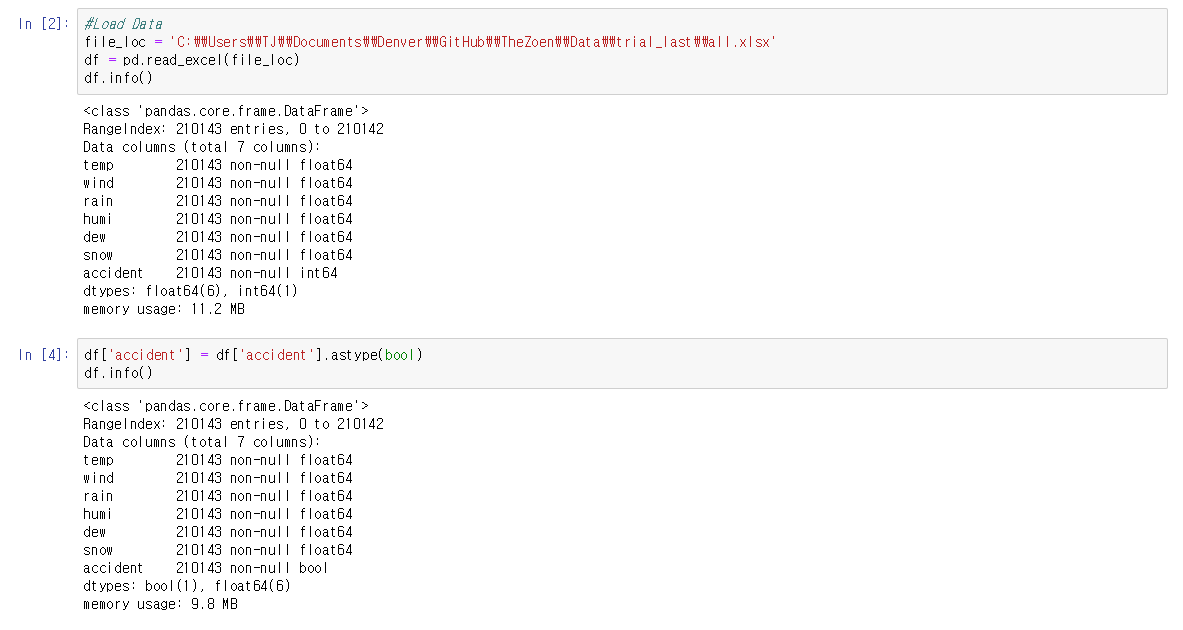 In [2]: #Load Data
file_loc = 'C:₩₩Users₩₩TJ₩₩Documents₩₩Denver₩₩GitHub₩₩TheZoen₩₩Data₩₩trial_last₩₩all.xlsx'
df = pd.read_excel(file_loc)
df.info()
<class 'pandas.core.frame.DataFrame'>
RangeIndex: 210143 entries, 0 to 210142
Data columns (total 7 columns):
temp 210143 non-null float64
wind 210143 non-null float64
rain 210143 non-null float64
humi 210143 non-null float64
dew 210143 non-null float64
snow 210143 non-null float64
accident 210143 non-null int64
dtypes: float64(6), int64(1)
memory usage: 11.2 MB
In [4]: df['accident'] = df['accident'].astype(bool)
df.info()
<class 'pandas.core.frame.DataFrame'>
RangeIndex: 210143 entries, 0 to 210142
Data columns (total 7 columns):
temp 210143 non-null float64
wind 210143 non-null float64
rain 210143 non-null float64
humi 210143 non-null float64
dew 210143 non-null float64
snow 210143 non-null float64
accident 210143 non-null bool
dtypes: bool(1), float64(6)
memory usage: 9.8 MB